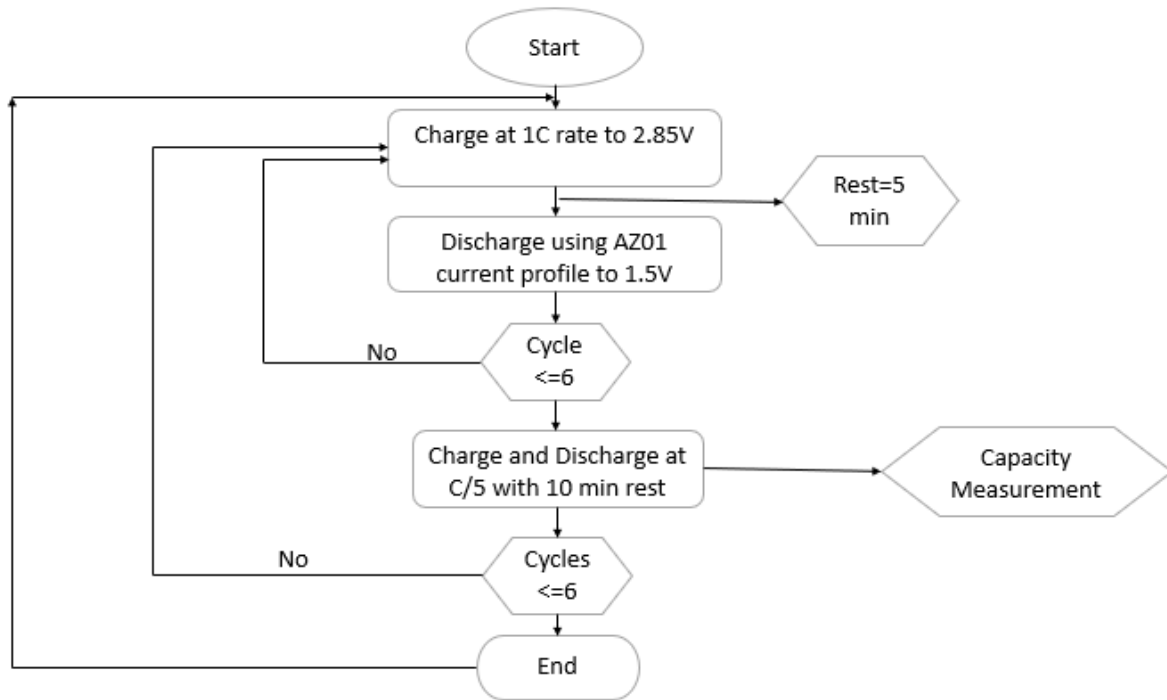 Start
Charge at 1C rate to 2.85V
Rest=5
min
Discharge using AZ01
current profile to 1.5V
Cycle
<=6
No
Charge and Discharge at
C/5 with 10 min rest
Capacity
Measurement
Cycles
<=6
No
End